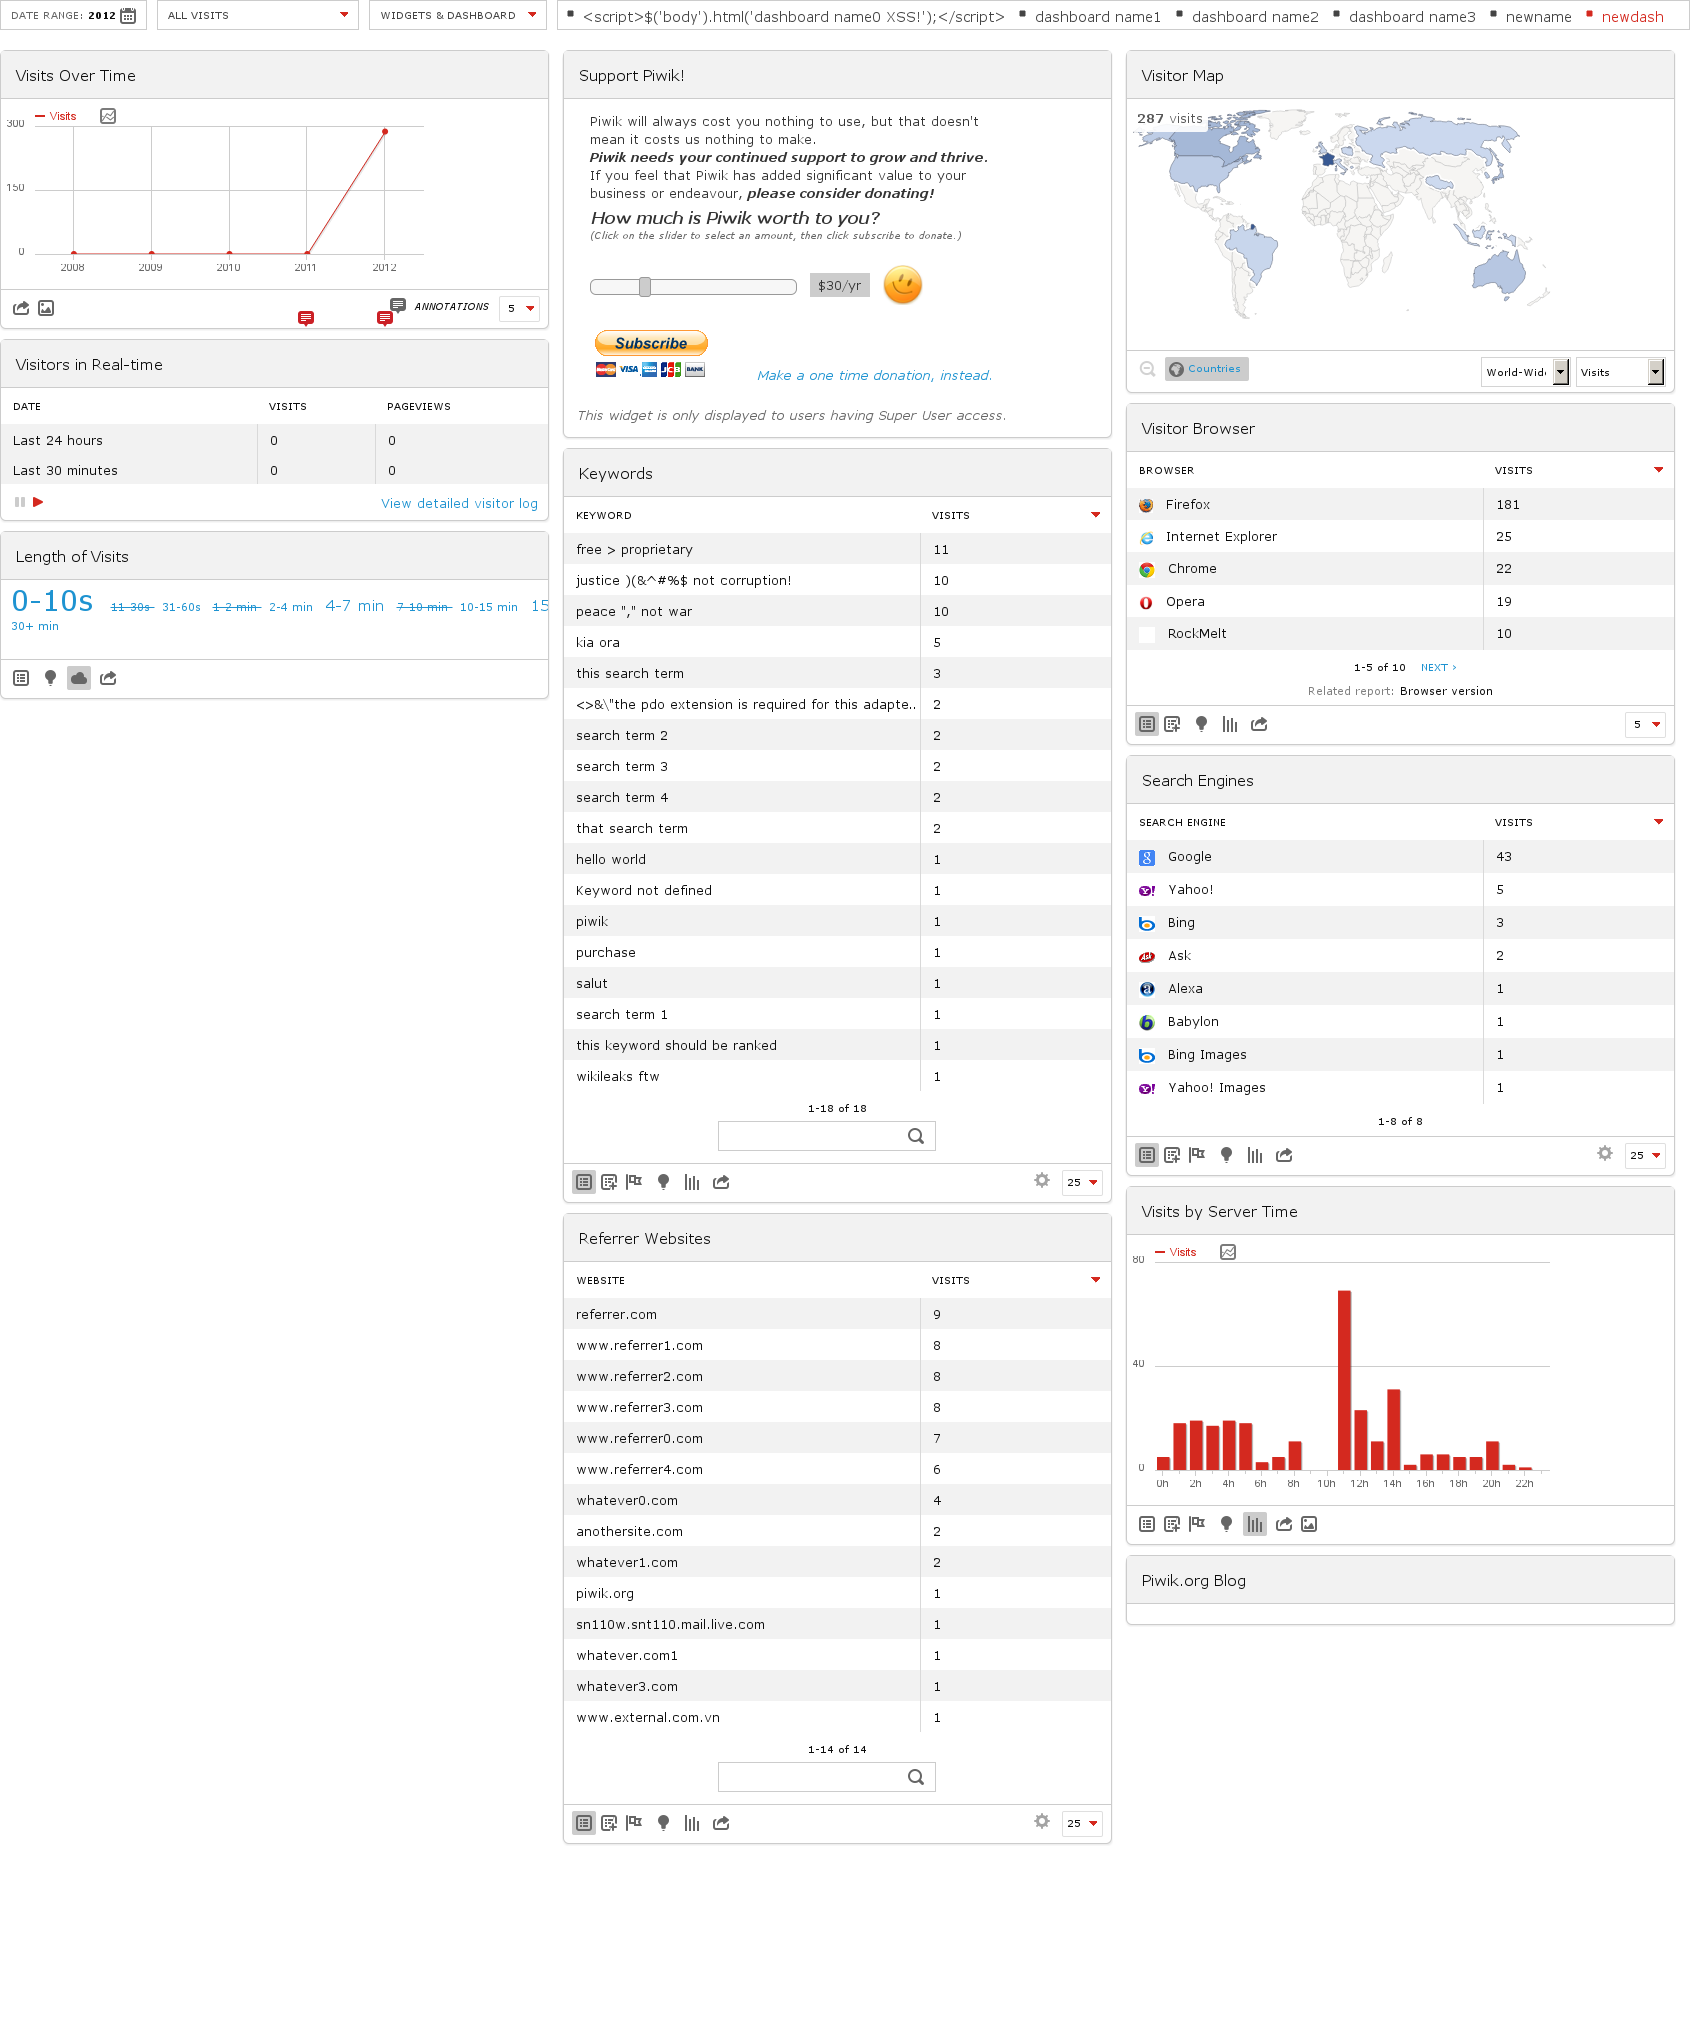 DATE RANGE: 2012
ALL VISITS
WIDGETS & DASHBOARD
<script>$('body').html('dashboard name0 XSS!');</script>
dashboard name1
dashboard name2
dashboard name3
newname
newdash
Visits Over Time
Visits
300
150
0
2008 2009 2010 2011 2012
ANNOTATIONS
5
Visitors in Real-time
DATE VISITS PAGEVIEWS
Last 24 hours 0 0
Last 30 minutes 0 0
View detailed visitor log
Length of Visits
0-10s 11-30s 31-60s 1-2 min 2-4 min 4-7 min 7-10 min 10-15 min 15
30+ min
Support Piwik!
Piwik will always cost you nothing to use, but that doesn't
mean it costs us nothing to make.
Piwik needs your continued support to grow and thrive.
If you feel that Piwik has added significant value to your
business or endeavour, please consider donating!
How much is Piwik worth to you?
(Click on the slider to select an amount, then click subscribe to donate.)
$30/yr
Subscribe
MasterCard VISA JCB BANK
Make a one time donation, instead.
This widget is only displayed to users having Super User access.
Keywords
KEYWORD VISITS
free > proprietary 11
justice )(&^#%$ not corruption! 10
peace "," not war 10
kia ora 5
this search term 3
<>&\"the pdo extension is required for this adapte.. 2
search term 2 2
search term 3 2
search term 4 2
that search term 2
hello world 1
Keyword not defined 1
piwik 1
purchase 1
salut 1
search term 1 1
this keyword should be ranked 1
wikileaks ftw 1
1-18 of 18
25
Referrer Websites
WEBSITE VISITS
referrer.com 9
www.referrer1.com 8
www.referrer2.com 8
www.referrer3.com 8
www.referrer0.com 7
www.referrer4.com 6
whatever0.com 4
anothersite.com 2
whatever1.com 2
piwik.org 1
sn110w.snt110.mail.live.com 1
whatever.com1 1
whatever3.com 1
www.external.com.vn 1
1-14 of 14
25
Visitor Map
287 visits
Countries
World-Wid
Visits
Visitor Browser
BROWSER VISITS
Firefox 181
Internet Explorer 25
Chrome 22
Opera 19
RockMelt 10
1-5 of 10 NEXT ›
Related report: Browser version
5
Search Engines
SEARCH ENGINE VISITS
Google 43
Yahoo! 5
Bing 3
Ask 2
Alexa 1
Babylon 1
Bing Images 1
Yahoo! Images 1
1-8 of 8
25
Visits by Server Time
Visits
80
40
0
0h 2h 4h 6h 8h 10h 12h 14h 16h 18h 20h 22h
Piwik.org Blog